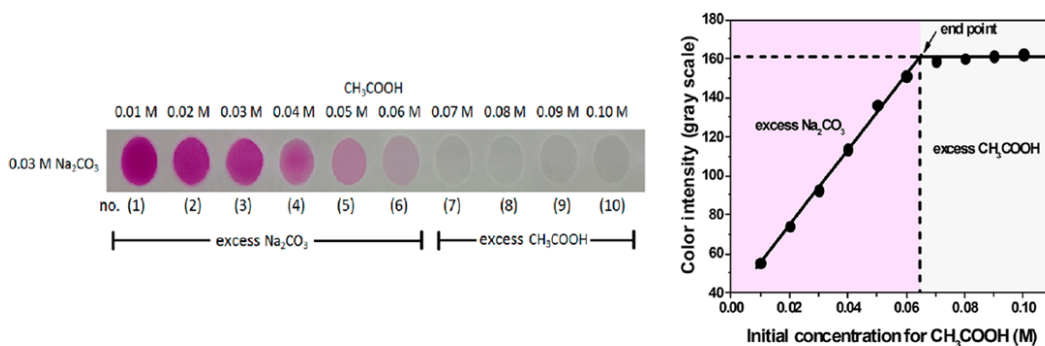 CH₃COOH
0.01 M 0.02 M 0.03 M 0.04 M 0.05 M 0.06 M 0.07 M 0.08 M 0.09 M 0.10 M
0.03 M Na₂CO₃
no. (1) (2) (3) (4) (5) (6) (7) (8) (9) (10)
excess Na₂CO₃ excess CH₃COOH
Color intensity (gray scale)
180
160
140
120
100
80
60
40
end point
excess Na₂CO₃
excess CH₃COOH
0.00 0.02 0.04 0.06 0.08 0.10
Initial concentration for CH₃COOH (M)